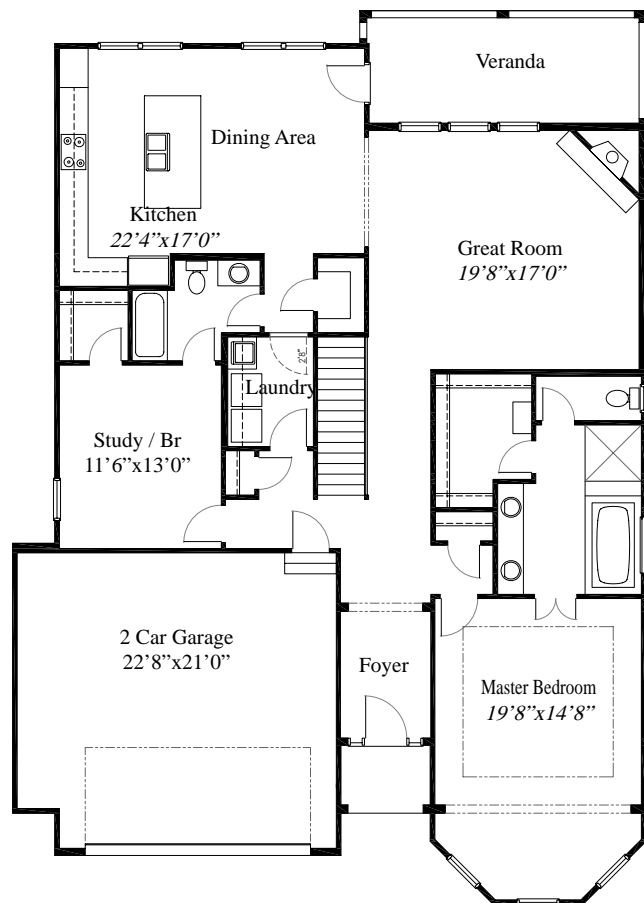 Veranda
Dining Area
Kitchen
22’4”x17’0”
Great Room
19’8”x17’0”
2'8"
Laundry
Study / Br
11’6”x13’0”
2 Car Garage
22’8”x21’0”
Foyer
Master Bedroom
19’8”x14’8”